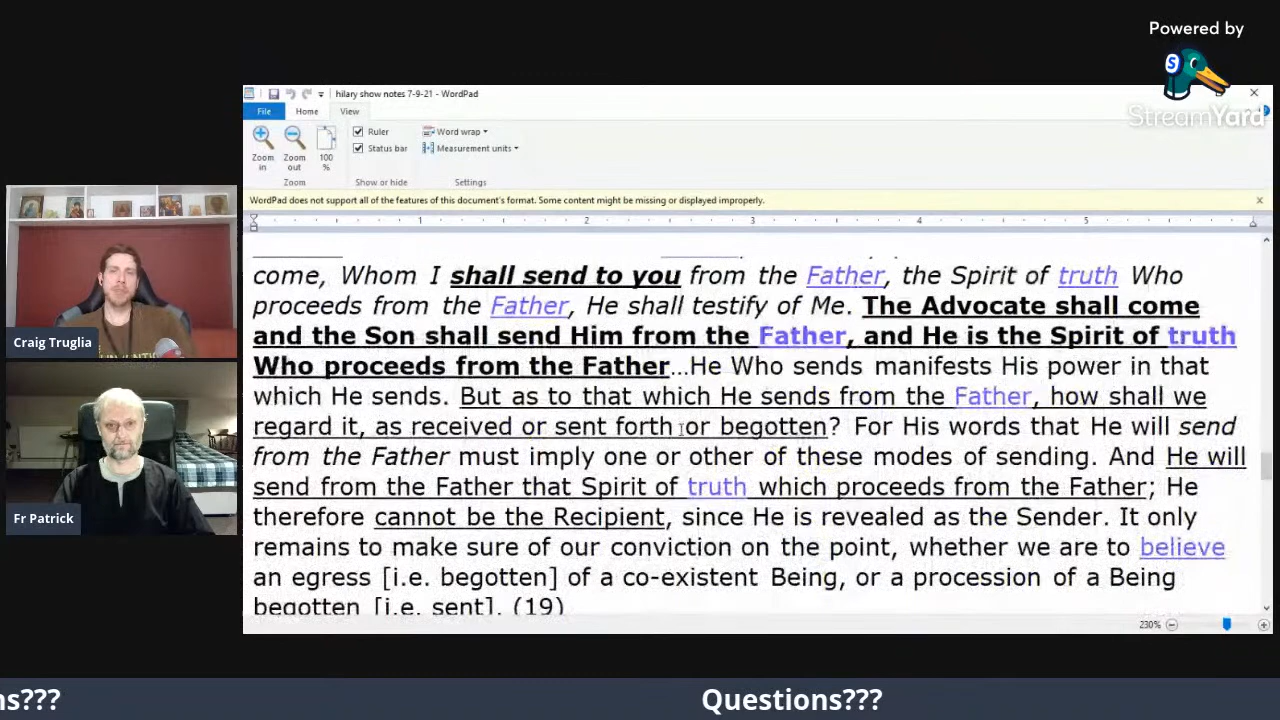 Powered by
StreamYard
hilary show notes 7-9-21 - WordPad
File Home View
Zoom in
Zoom out
100 %
Ruler
Status bar
Word wrap
Measurement units
Zoom
Show or hide
Settings
WordPad does not support all of the features of this document's format. Some content might be missing or displayed improperly.
1 2 3 4 5
come, Whom I shall send to you from the Father, the Spirit of truth Who
proceeds from the Father, He shall testify of Me. The Advocate shall come
and the Son shall send Him from the Father, and He is the Spirit of truth
Who proceeds from the Father...He Who sends manifests His power in that
which He sends. But as to that which He sends from the Father, how shall we
regard it, as received or sent forth or begotten? For His words that He will send
from the Father must imply one or other of these modes of sending. And He will
send from the Father that Spirit of truth which proceeds from the Father; He
therefore cannot be the Recipient, since He is revealed as the Sender. It only
remains to make sure of our conviction on the point, whether we are to believe
an egress [i.e. begotten] of a co-existent Being, or a procession of a Being
begotten [i.e. sent]. (19)
230%
Craig Truglia
Fr Patrick
ns???
Questions???